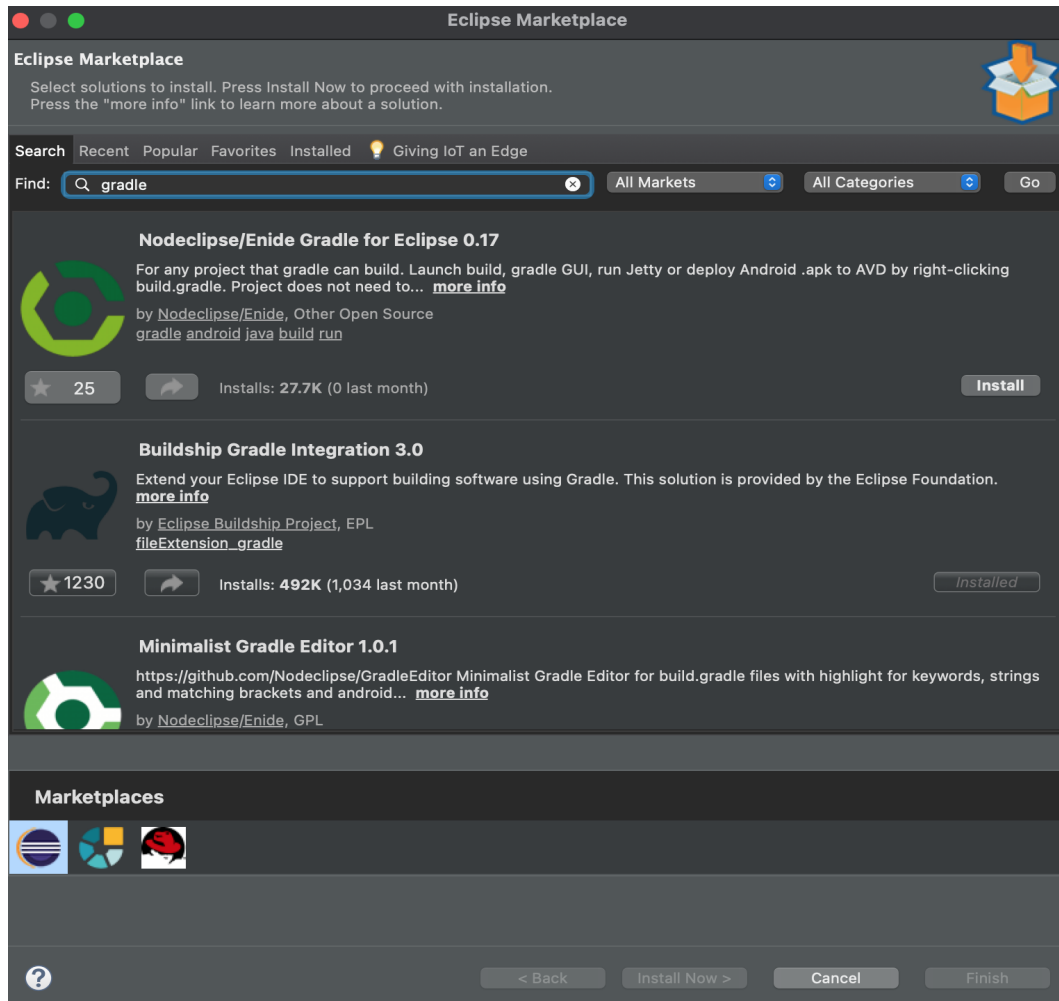 Eclipse Marketplace
Eclipse Marketplace
Select solutions to install. Press Install Now to proceed with installation.
Press the "more info" link to learn more about a solution.
Search Recent Popular Favorites Installed Giving IoT an Edge
Find: gradle All Markets All Categories Go
Nodeclipse/Enide Gradle for Eclipse 0.17
For any project that gradle can build. Launch build, gradle GUI, run Jetty or deploy Android .apk to AVD by right-clicking
build.gradle. Project does not need to... more info
by Nodeclipse/Enide, Other Open Source
gradle android java build run
25 Installs: 27.7K (0 last month) Install
Buildship Gradle Integration 3.0
Extend your Eclipse IDE to support building software using Gradle. This solution is provided by the Eclipse Foundation.
more info
by Eclipse Buildship Project, EPL
fileExtension_gradle
1230 Installs: 492K (1,034 last month) Installed
Minimalist Gradle Editor 1.0.1
https://github.com/Nodeclipse/GradleEditor Minimalist Gradle Editor for build.gradle files with highlight for keywords, strings
and matching brackets and android... more info
by Nodeclipse/Enide, GPL
Marketplaces
? < Back Install Now > Cancel Finish